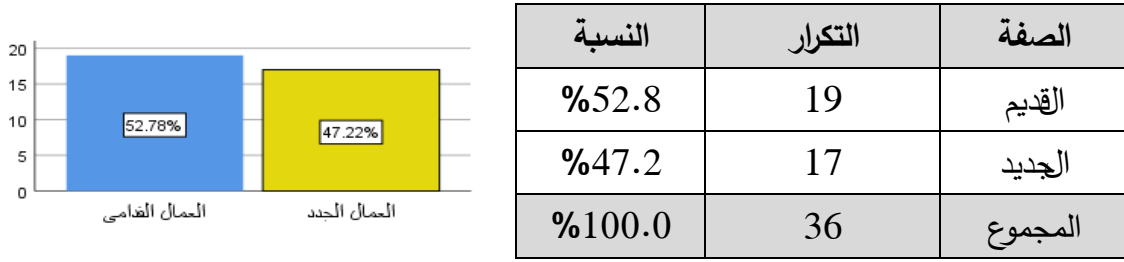 الصفة التكرار النسبة
القديم 19 %52.8
الجديد 17 %47.2
المجموع 36 %100.0
20
15
10
5
0
52.78% 47.22%
العمال القدامى العمال الجدد